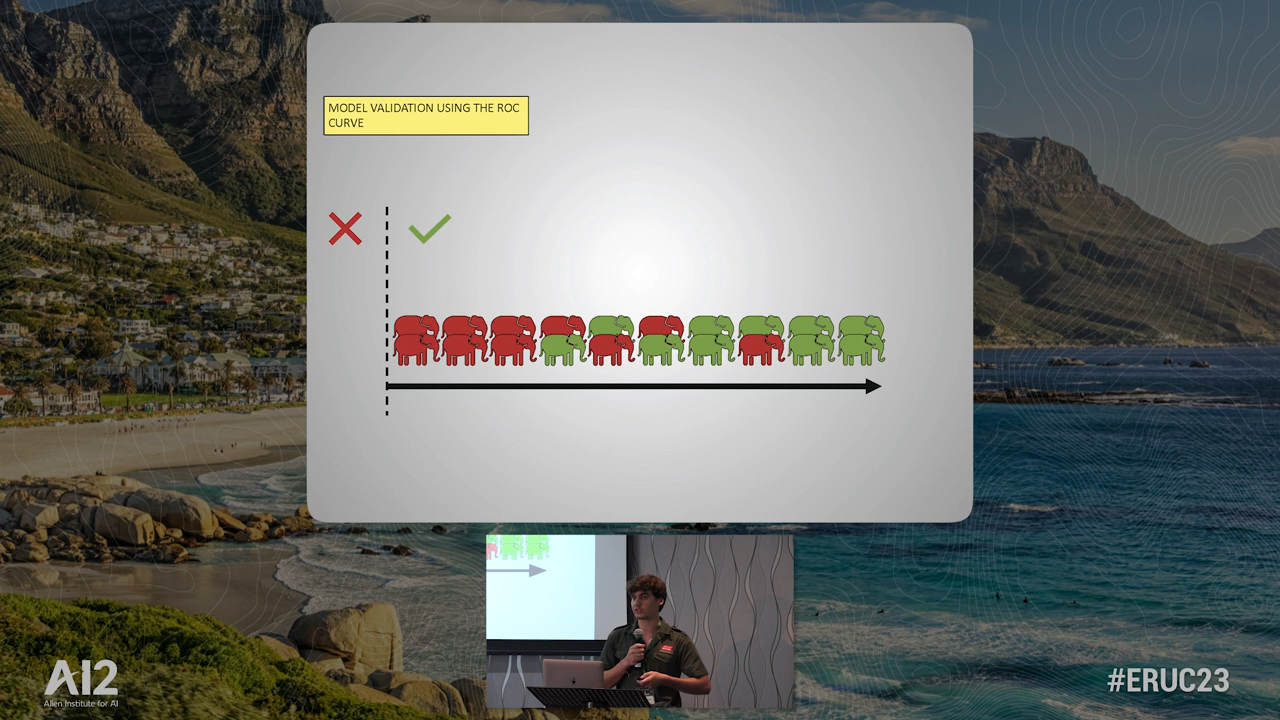 MODEL VALIDATION USING THE ROC
CURVE
AI2
Allen Institute for AI
#ERUC23